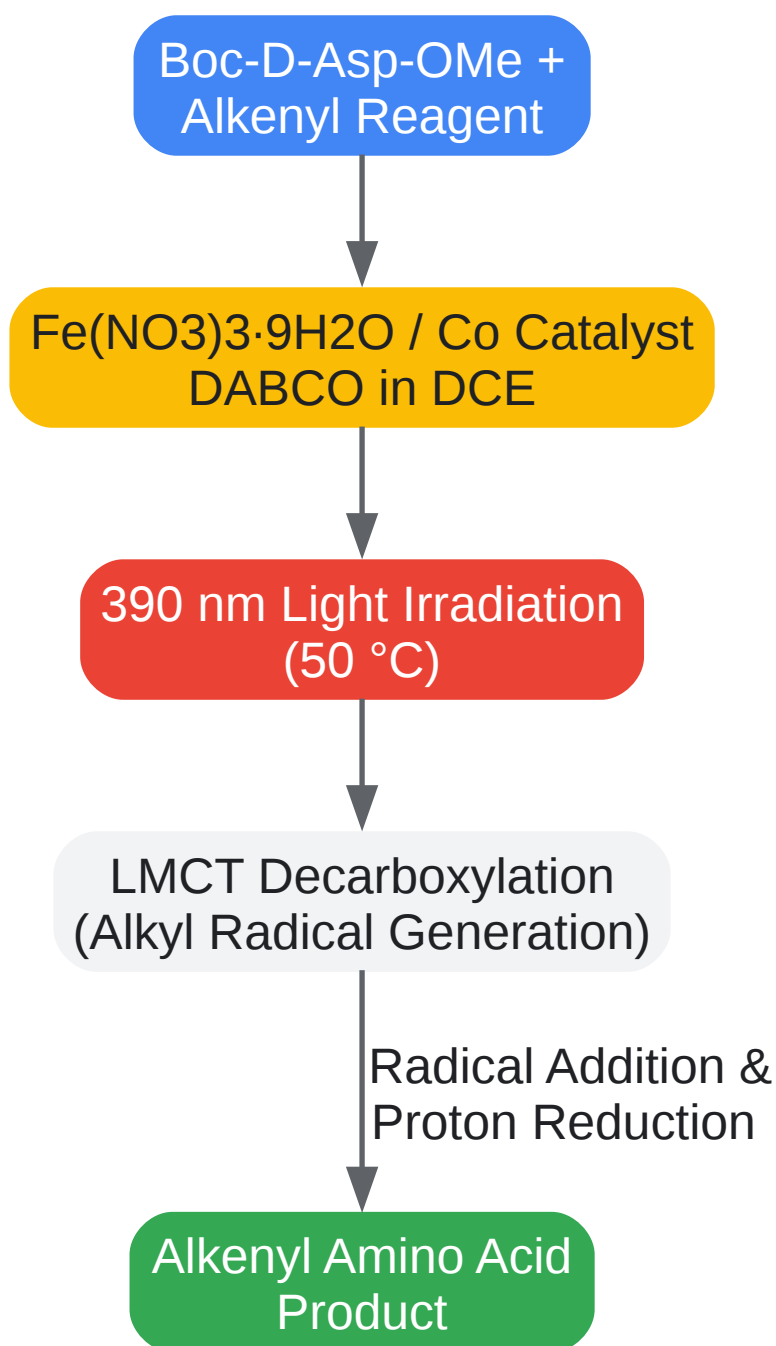 Boc-D-Asp-OMe +
Alkenyl Reagent
Fe(NO3)3·9H2O / Co Catalyst
DABCO in DCE
390 nm Light Irradiation
(50 °C)
LMCT Decarboxylation
(Alkyl Radical Generation)
Radical Addition &
Proton Reduction
Alkenyl Amino Acid
Product